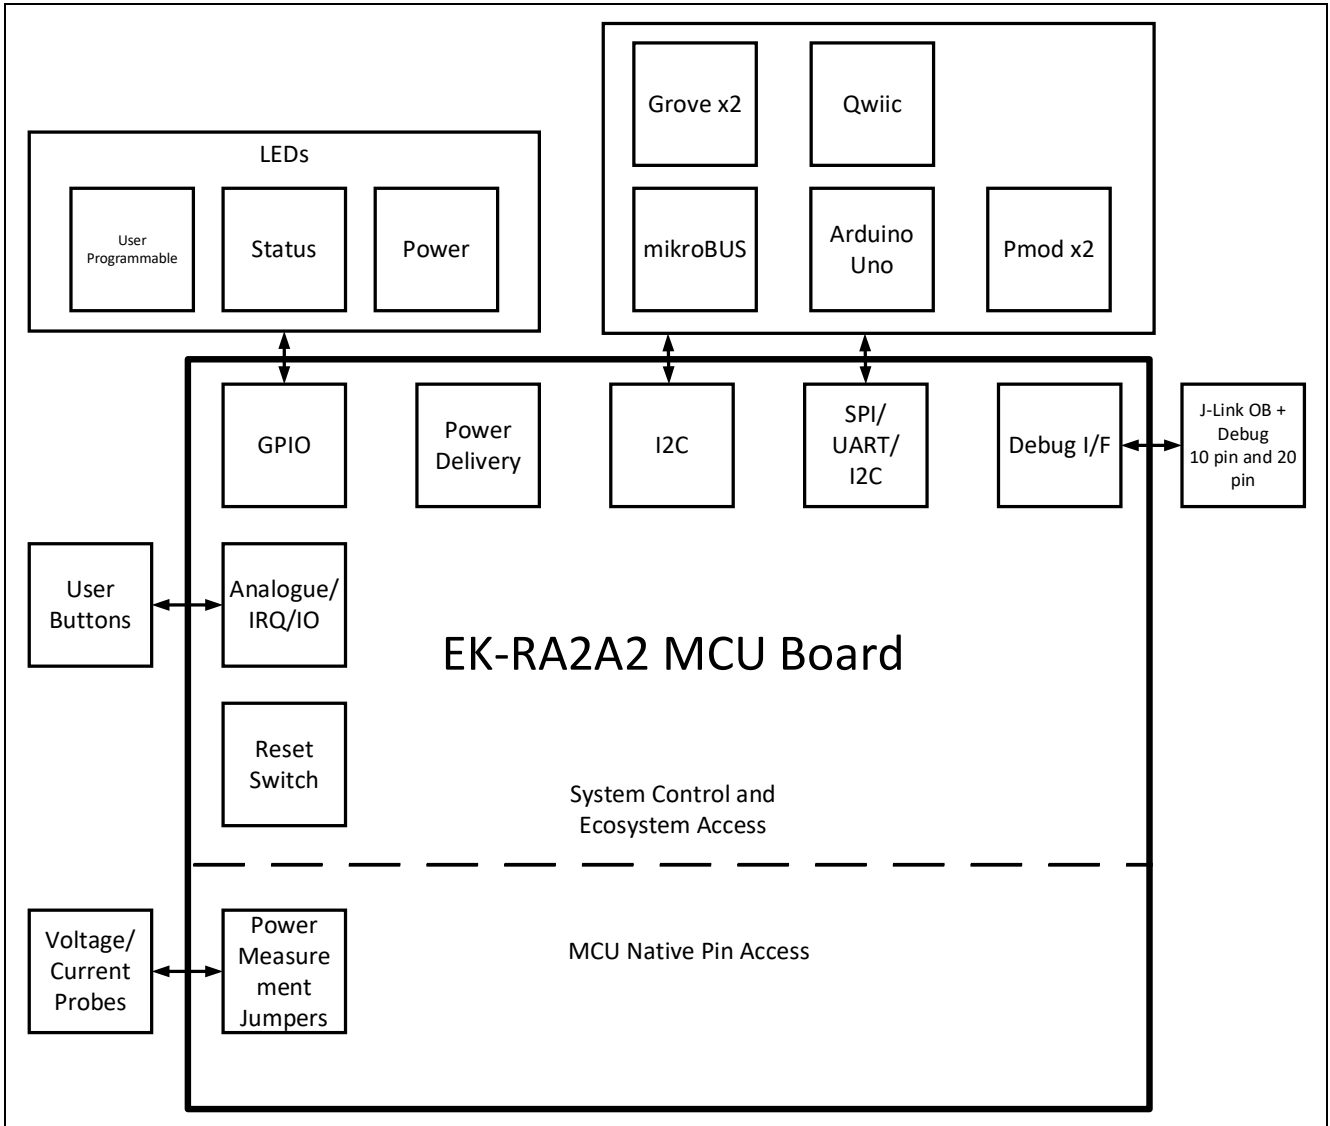 Grove x2
Qwiic
LEDs
User
Programmable
Status
Power
mikroBUS
Arduino
Uno
Pmod x2
GPIO
Power
Delivery
I2C
SPI/
UART/
I2C
Debug I/F
J-Link OB +
Debug
10 pin and 20
pin
User
Buttons
Analogue/
IRQ/IO
EK-RA2A2 MCU Board
Reset
Switch
System Control and
Ecosystem Access
Voltage/
Current
Probes
Power
Measure
ment
Jumpers
MCU Native Pin Access